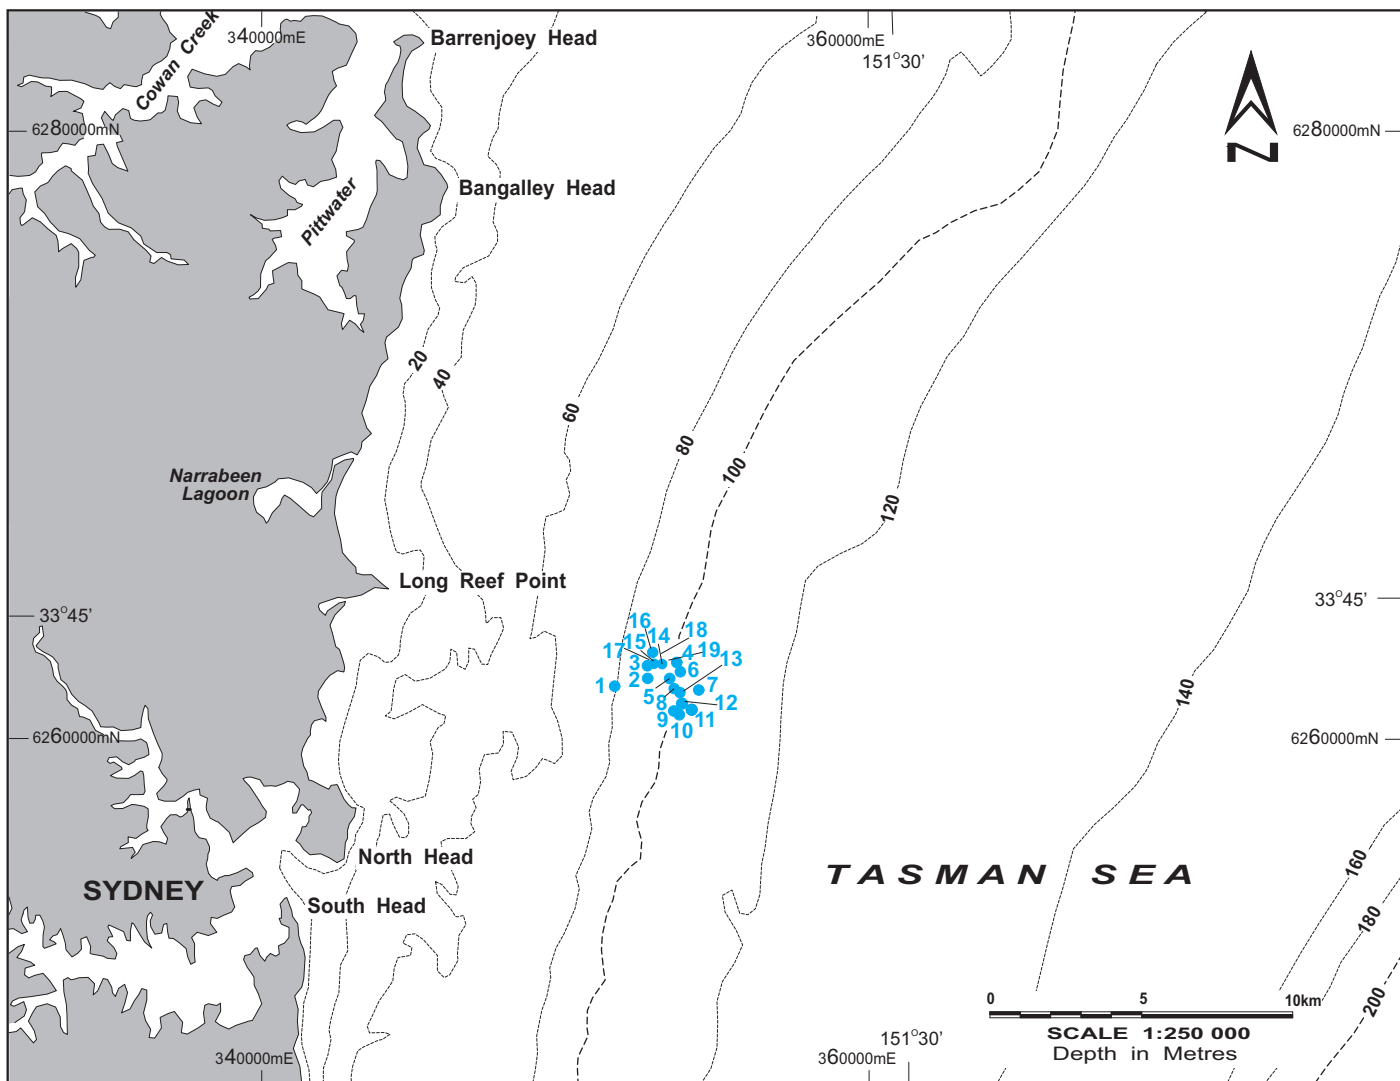 340000mE
Barrenjoey Head
360000mE
151°30'
Cowan Creek
6280000mN
6280000mN
N
Bangalley Head
Pittwater
20
40
60
80
100
120
Narrabeen
Lagoon
Long Reef Point
33°45'
33°45'
16
14
18
15
17
19
13
3
4
6
2
1
5
7
8
12
9
11
10
140
6260000mN
6260000mN
North Head
160
TASMAN SEA
SYDNEY
South Head
180
200
0 5 10km
SCALE 1:250 000
Depth in Metres
151°30'
340000mE
360000mE